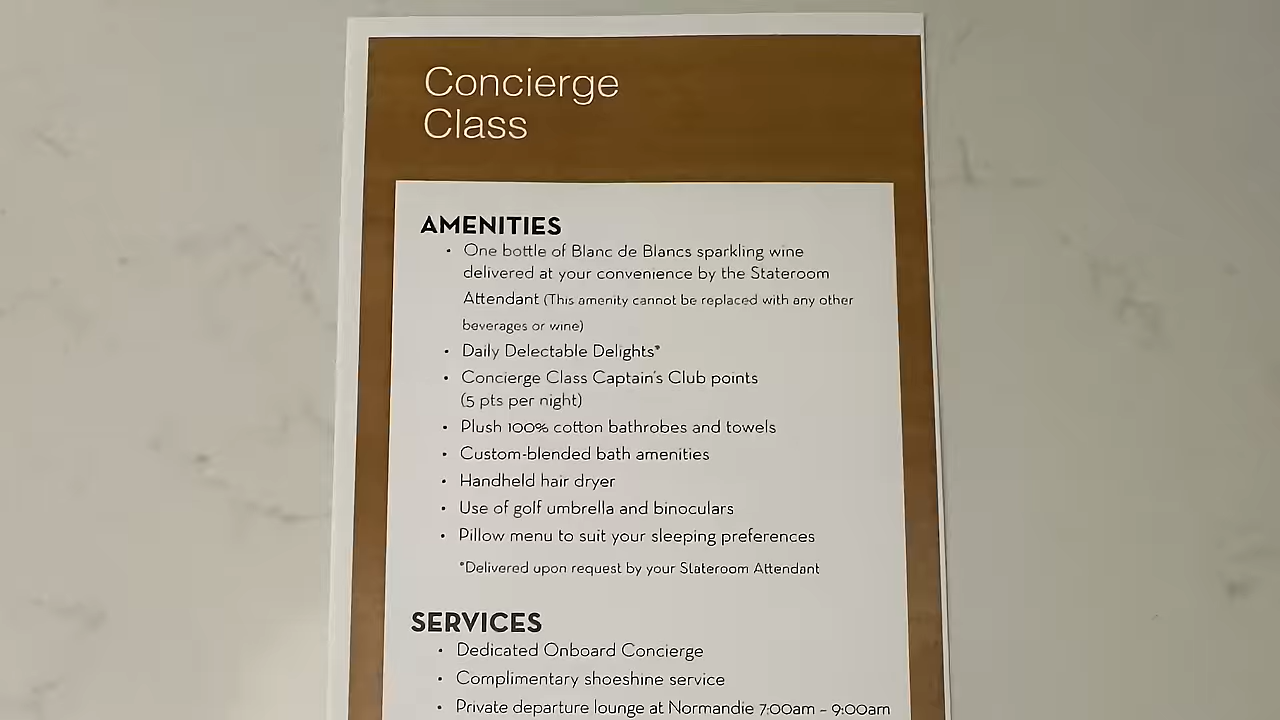 Concierge
Class
AMENITIES
• One bottle of Blanc de Blancs sparkling wine
delivered at your convenience by the Stateroom
Attendant (This amenity cannot be replaced with any other
beverages or wine)
• Daily Delectable Delights*
• Concierge Class Captain's Club points
(5 pts per night)
• Plush 100% cotton bathrobes and towels
• Custom-blended bath amenities
• Handheld hair dryer
• Use of golf umbrella and binoculars
• Pillow menu to suit your sleeping preferences
*Delivered upon request by your Stateroom Attendant
SERVICES
• Dedicated Onboard Concierge
• Complimentary shoeshine service
• Private departure lounge at Normandie 7:00am – 9:00am